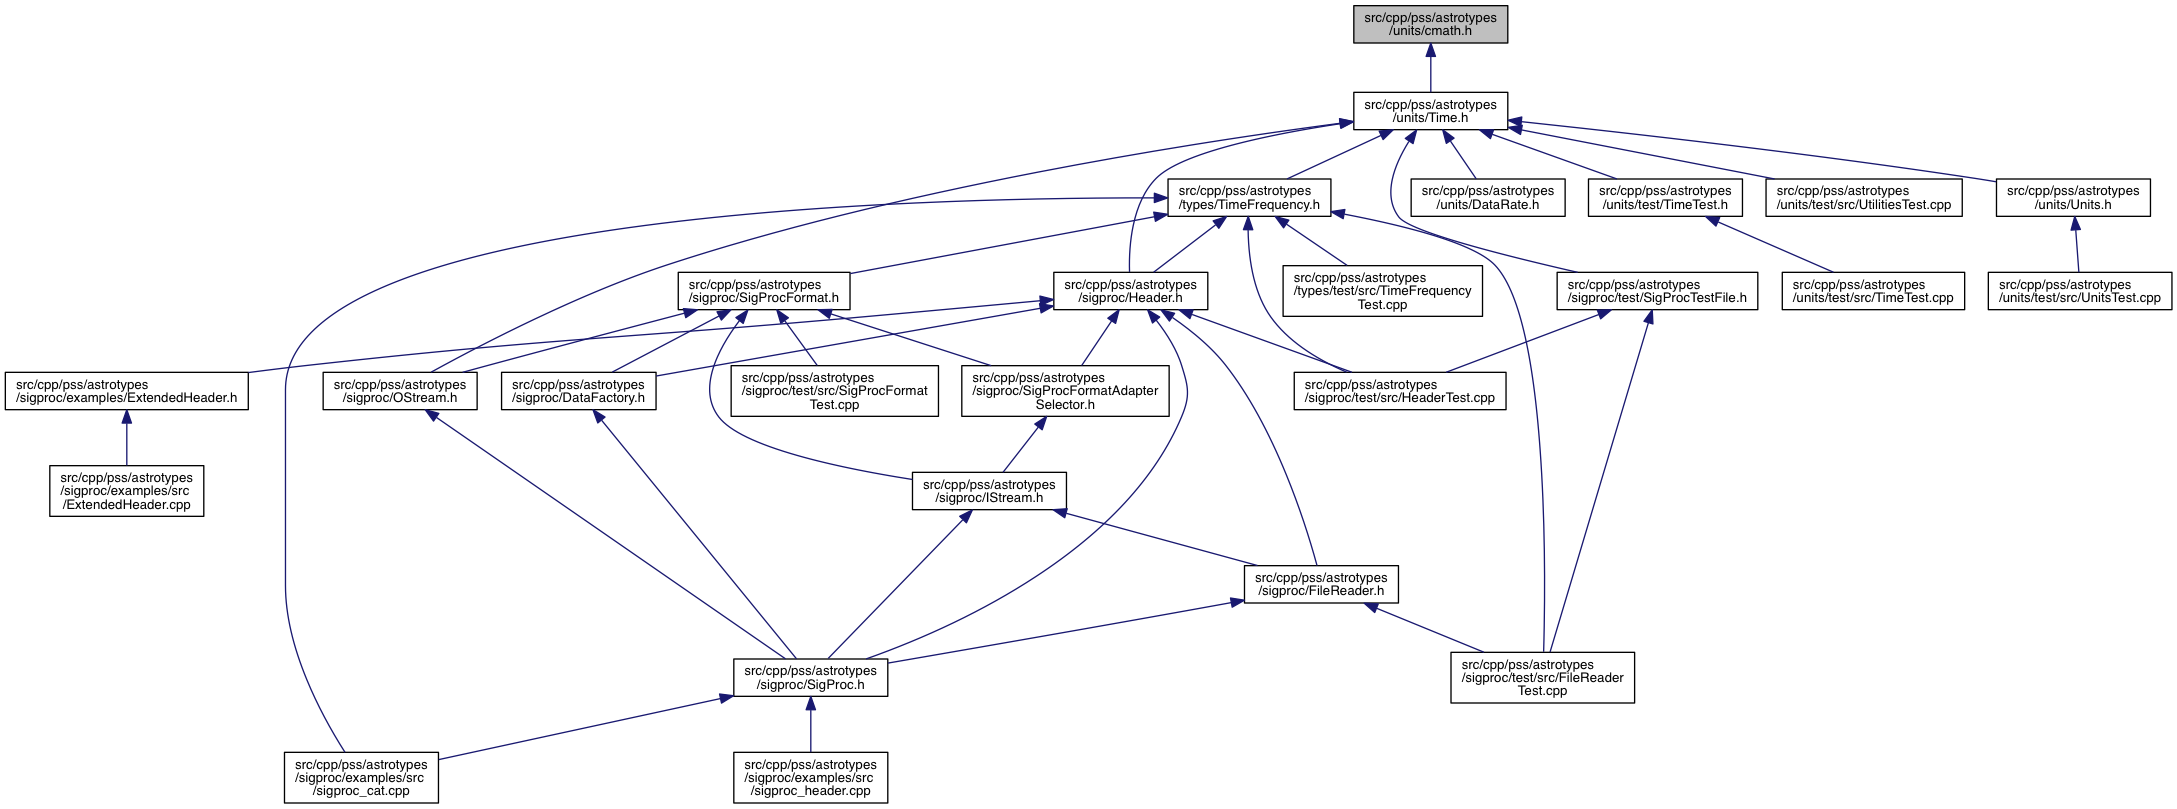 src/cpp/pss/astrotypes
/units/cmath.h
src/cpp/pss/astrotypes
/units/Time.h
src/cpp/pss/astrotypes
/types/TimeFrequency.h
src/cpp/pss/astrotypes
/units/DataRate.h
src/cpp/pss/astrotypes
/units/test/TimeTest.h
src/cpp/pss/astrotypes
/units/test/src/UtilitiesTest.cpp
src/cpp/pss/astrotypes
/units/Units.h
src/cpp/pss/astrotypes
/sigproc/SigProcFormat.h
src/cpp/pss/astrotypes
/sigproc/Header.h
src/cpp/pss/astrotypes
/types/test/src/TimeFrequency
Test.cpp
src/cpp/pss/astrotypes
/sigproc/test/SigProcTestFile.h
src/cpp/pss/astrotypes
/units/test/src/TimeTest.cpp
src/cpp/pss/astrotypes
/units/test/src/UnitsTest.cpp
src/cpp/pss/astrotypes
/sigproc/examples/ExtendedHeader.h
src/cpp/pss/astrotypes
/sigproc/OStream.h
src/cpp/pss/astrotypes
/sigproc/DataFactory.h
src/cpp/pss/astrotypes
/sigproc/test/src/SigProcFormat
Test.cpp
src/cpp/pss/astrotypes
/sigproc/SigProcFormatAdapter
Selector.h
src/cpp/pss/astrotypes
/sigproc/test/src/HeaderTest.cpp
src/cpp/pss/astrotypes
/sigproc/examples/src
/ExtendedHeader.cpp
src/cpp/pss/astrotypes
/sigproc/IStream.h
src/cpp/pss/astrotypes
/sigproc/FileReader.h
src/cpp/pss/astrotypes
/sigproc/SigProc.h
src/cpp/pss/astrotypes
/sigproc/test/src/FileReader
Test.cpp
src/cpp/pss/astrotypes
/sigproc/examples/src
/sigproc_cat.cpp
src/cpp/pss/astrotypes
/sigproc/examples/src
/sigproc_header.cpp